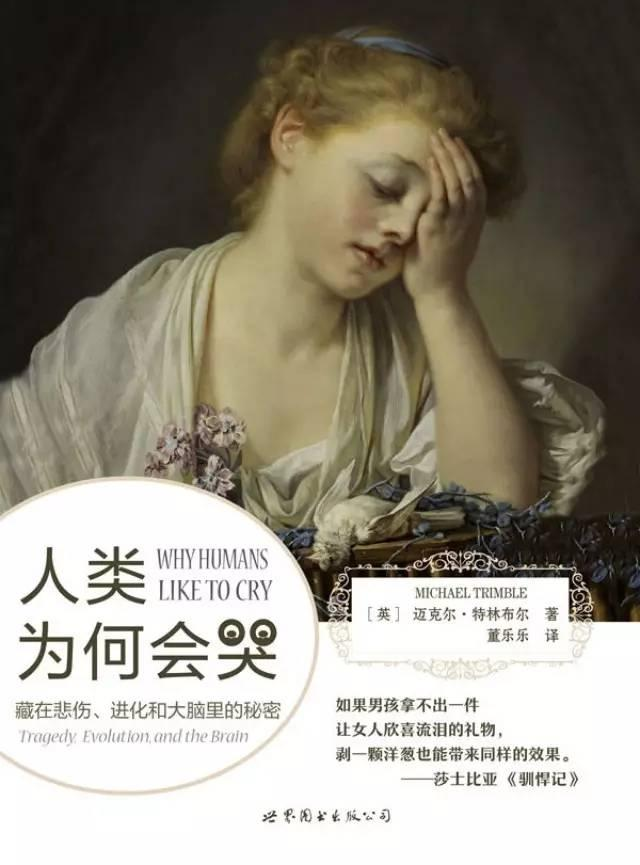 人类
WHY HUMANS
LIKE TO CRY
为何会哭
藏在悲伤、进化和大脑里的秘密
Tragedy, Evolution, and the Brain
MICHAEL TRIMBLE
［英］ 迈克尔·特林布尔 著
董乐乐 译
如果男孩拿不出一件
让女人欣喜流泪的礼物，
剥一颗洋葱也能带来同样的效果。
——莎士比亚《驯悍记》
世界图书出版公司